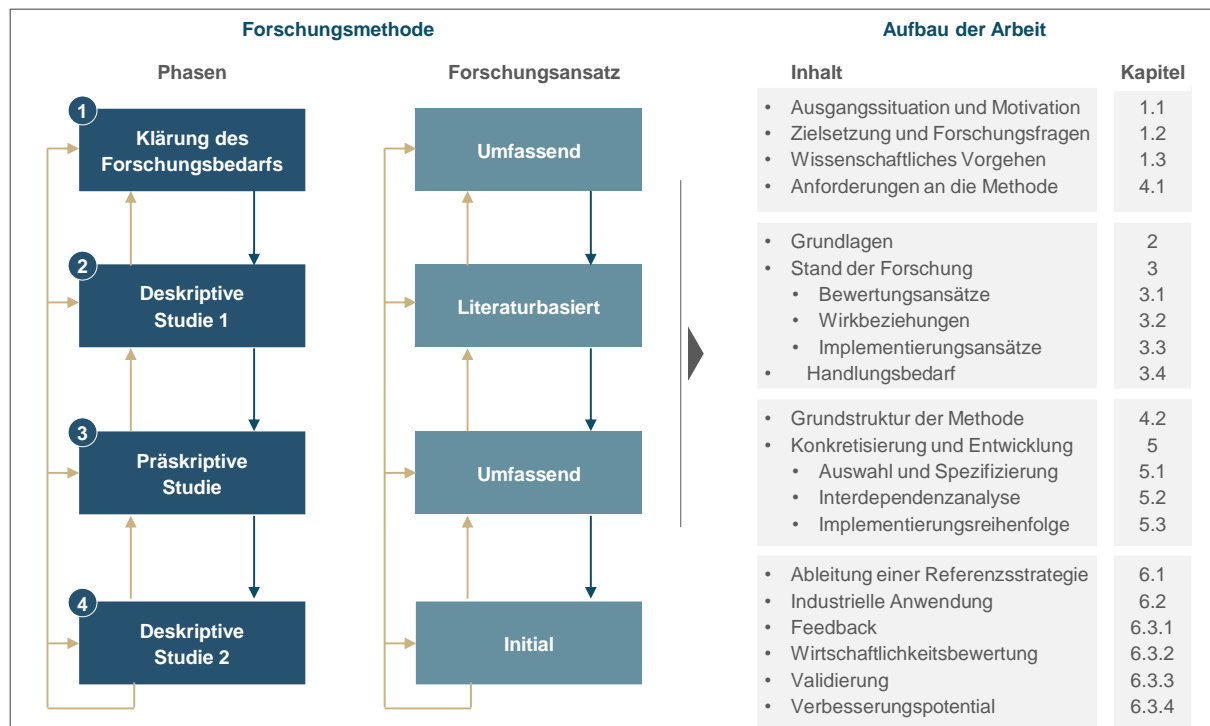 Forschungsmethode
Aufbau der Arbeit
Phasen
Forschungsansatz
Inhalt
Kapitel
1
Klärung des
Forschungsbedarfs
Umfassend
• Ausgangssituation und Motivation 1.1
• Zielsetzung und Forschungsfragen 1.2
• Wissenschaftliches Vorgehen 1.3
• Anforderungen an die Methode 4.1
2
Deskriptive
Studie 1
Literaturbasiert
• Grundlagen 2
• Stand der Forschung 3
• Bewertungsansätze 3.1
• Wirkbeziehungen 3.2
• Implementierungsansätze 3.3
• Handlungsbedarf 3.4
3
Präskriptive
Studie
Umfassend
• Grundstruktur der Methode 4.2
• Konkretisierung und Entwicklung 5
• Auswahl und Spezifizierung 5.1
• Interdependenzanalyse 5.2
• Implementierungsreihenfolge 5.3
4
Deskriptive
Studie 2
Initial
• Ableitung einer Referenzsstrategie 6.1
• Industrielle Anwendung 6.2
• Feedback 6.3.1
• Wirtschaftlichkeitsbewertung 6.3.2
• Validierung 6.3.3
• Verbesserungspotential 6.3.4